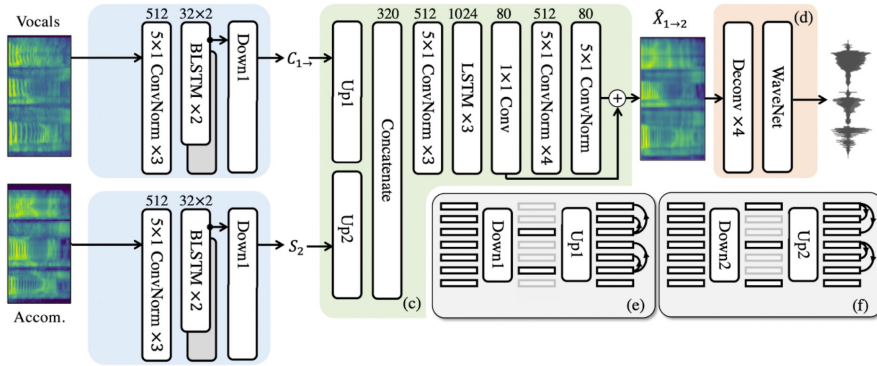 Vocals
512 32×2
5×1 ConvNorm ×3
BLSTM ×2
Down1
C1→
Up1
Up2
320 512 1024 80 512 80
Concatenate
5×1 ConvNorm ×3
LSTM ×3
1×1 Conv
5×1 ConvNorm ×4
5×1 ConvNorm
+
(c)
X̂1→2
(d)
Deconv ×4
WaveNet
512 32×2
5×1 ConvNorm ×3
BLSTM ×2
Down1
S2
Accom.
Down1
Up1
(e)
Down2
Up2
(f)